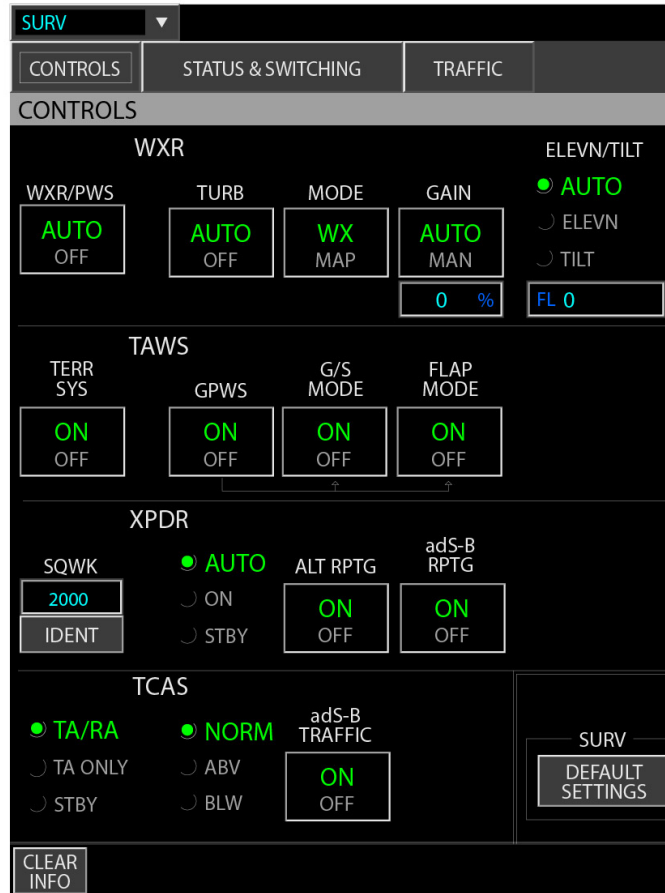 SURV
CONTROLS STATUS & SWITCHING TRAFFIC
CONTROLS
WXR
ELEVN/TILT
WXR/PWS TURB MODE GAIN
AUTO
AUTO AUTO WX AUTO
OFF OFF MAP MAN
ELEVN
TILT
0 %
FL 0
TAWS
TERR
SYS
GPWS
G/S
MODE
FLAP
MODE
ON ON ON ON
OFF OFF OFF OFF
XPDR
SQWK
AUTO
ALT RPTG
adS-B
RPTG
2000
ON
ON ON
IDENT
STBY
OFF OFF
TCAS
TA/RA
NORM
adS-B
TRAFFIC
SURV
TA ONLY
ABV
ON
DEFAULT
SETTINGS
STBY
BLW
OFF
CLEAR
INFO